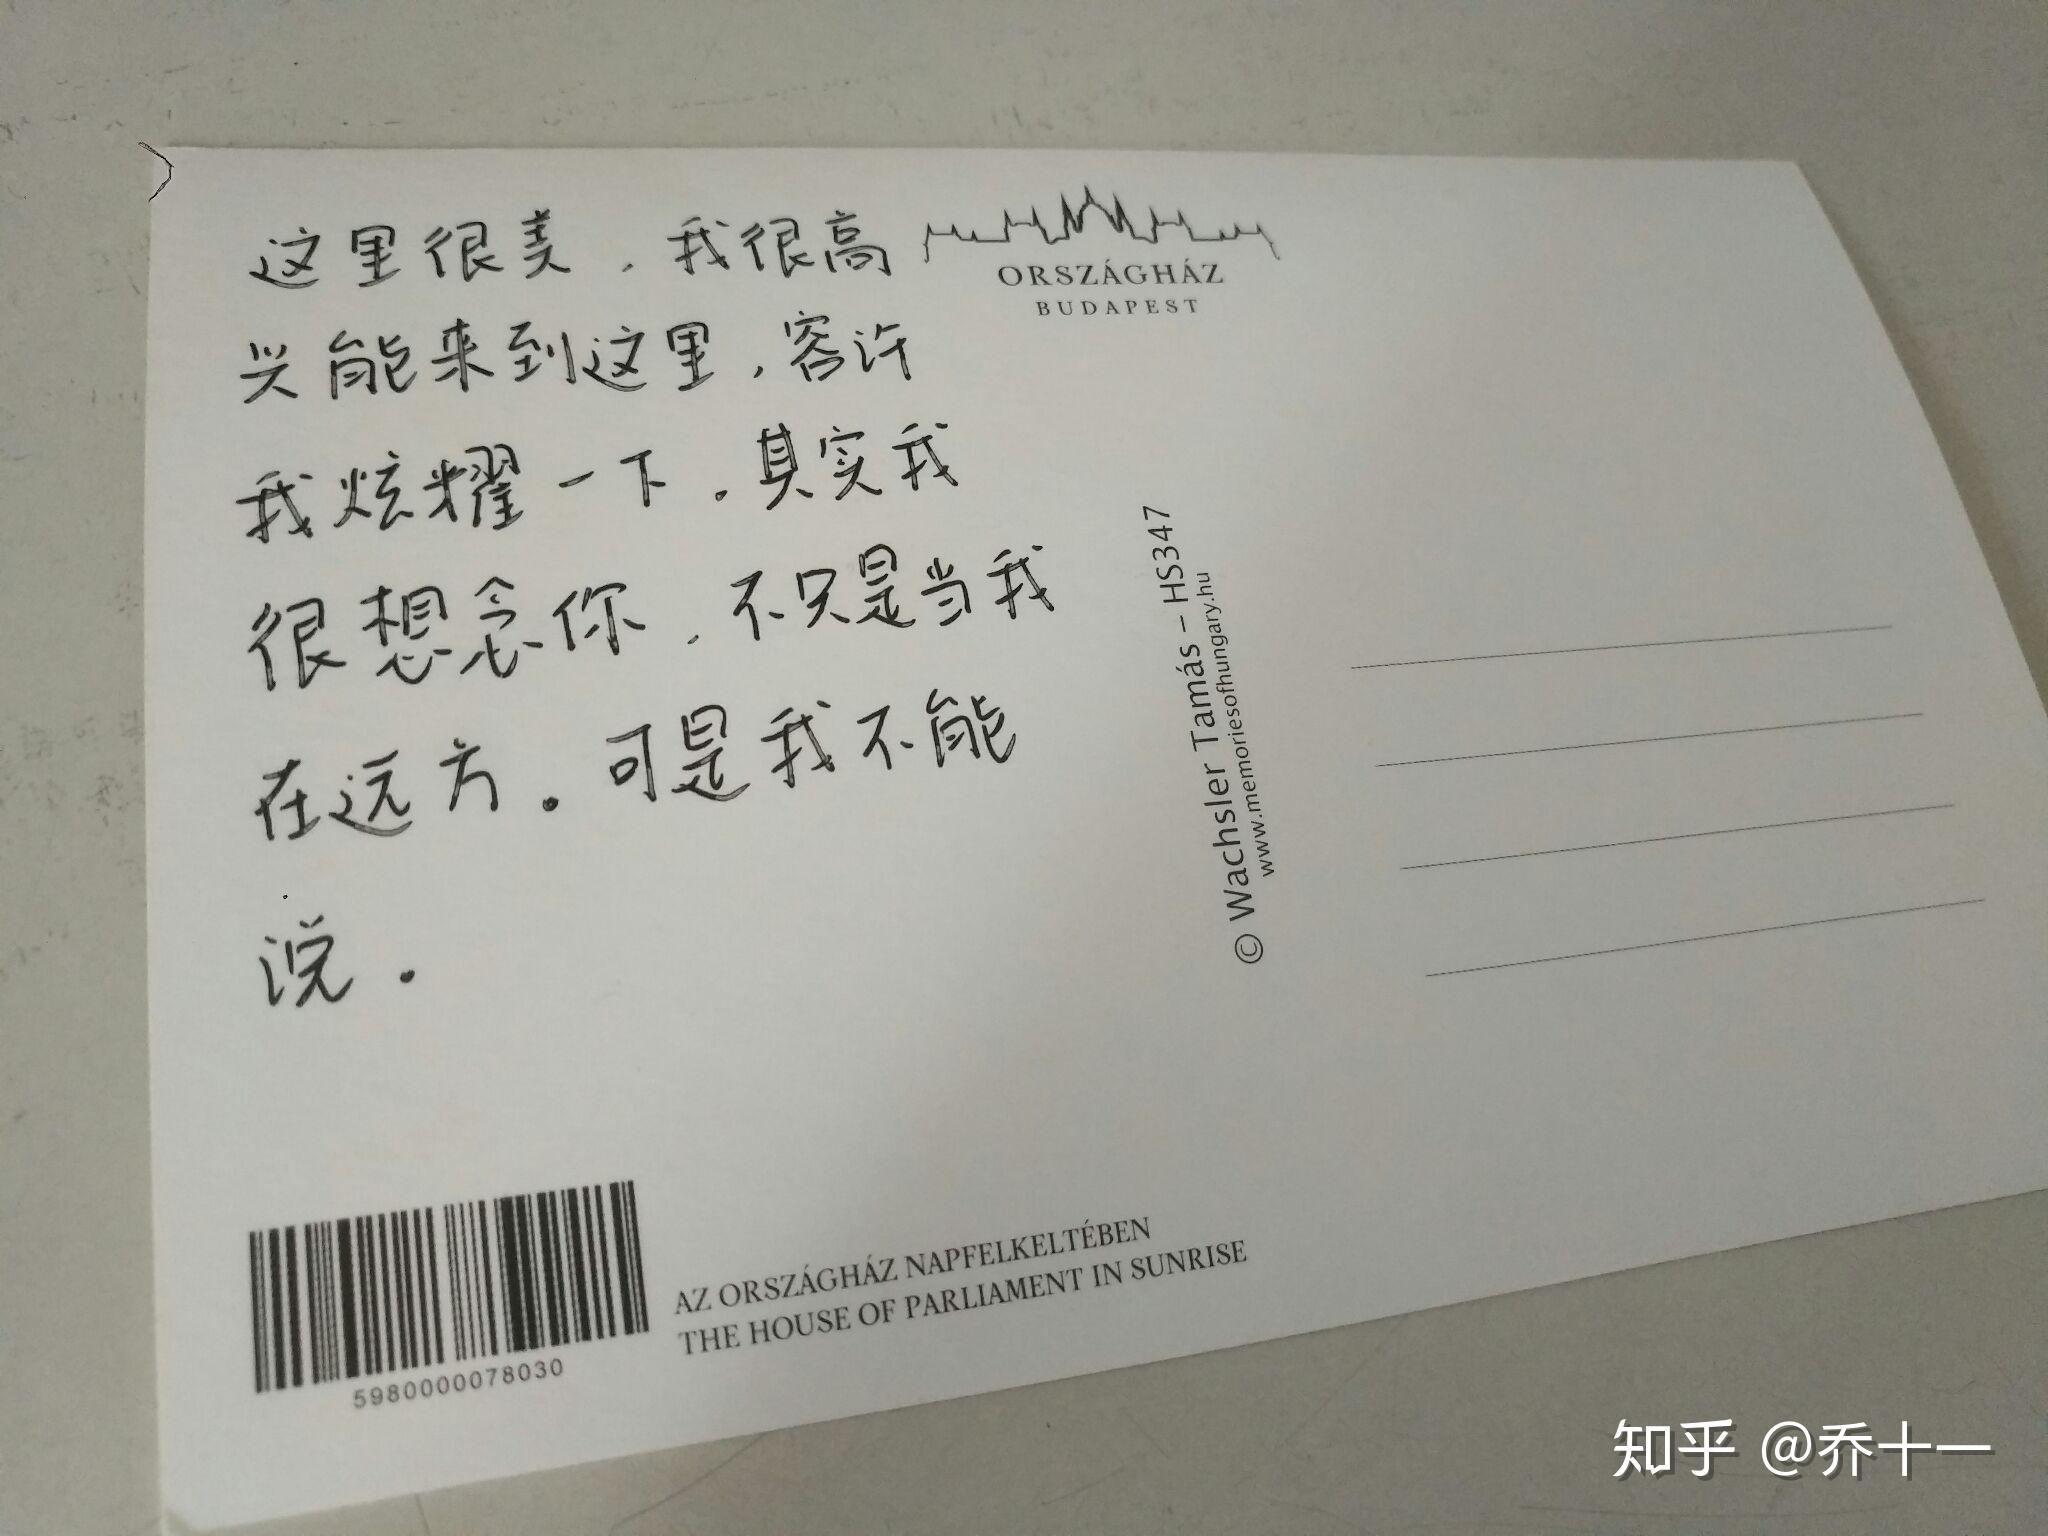 这里很美，我很高
兴能来到这里，容许
我炫耀一下.其实我
很想念你，不只是当我
在远方.可是我不能
说.
ORSZÁGHÁZ
BUDAPEST
© Wachsler Tamás – HS347
www.memoriesofhungary.hu
5980000078030
AZ ORSZÁGHÁZ NAPFELKELTÉBEN
THE HOUSE OF PARLIAMENT IN SUNRISE
知乎 @乔十一